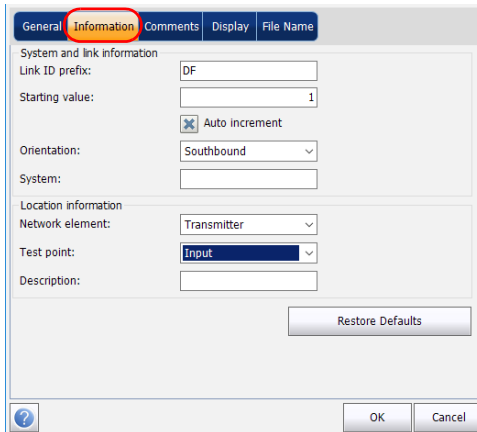 General Information Comments Display File Name
System and link information
Link ID prefix: DF
Starting value: 1
Auto increment
Orientation: Southbound
System:
Location information
Network element: Transmitter
Test point: Input
Description:
Restore Defaults
? OK Cancel